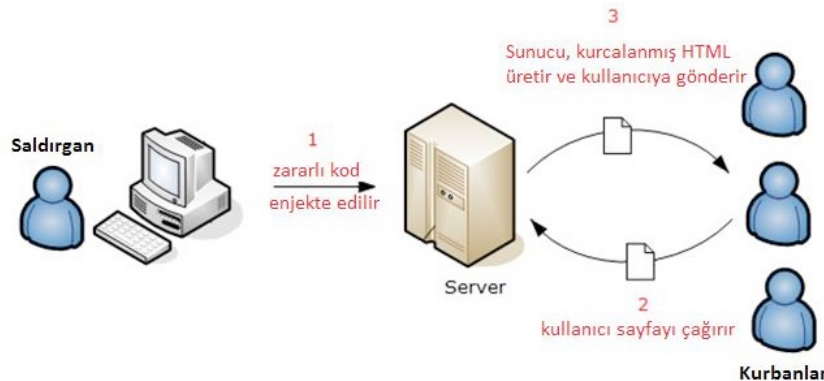 3
Sunucu, kurcalanmış HTML
üretir ve kullanıcıya gönderir
Saldırgan
1
zararlı kod
enjekte edilir
Server
2
kullanıcı sayfayı çağırır
Kurbanlar